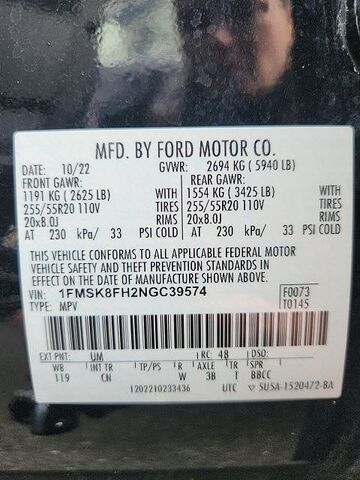 MFD. BY FORD MOTOR CO.
DATE: 10/22 GVWR: 2694 KG ( 5940 LB)
FRONT GAWR: REAR GAWR:
1191 KG ( 2625 LB) WITH 1554 KG ( 3425 LB) WITH
255/55R20 110V TIRES 255/55R20 110V TIRES
20x8.0J RIMS 20x8.0J RIMS
AT 230 kPa/ 33 PSI COLD AT 230 kPa/ 33 PSI COLD
THIS VEHICLE CONFORMS TO ALL APPLICABLE FEDERAL MOTOR
VEHICLE SAFETY AND THEFT PREVENTION STANDARDS IN
EFFECT ON THE DATE OF MANUFACTURE SHOWN ABOVE.
VIN: 1FMSK8FH2NGC39574 F0073
TYPE: MPV T0145
EXT PNT: UM RC: 48 DSO:
WB INT TR TP/PS R AXLE TR SPR
119 CN W 3B T BBCC
1202210233436 UTC SUSA-1520472-BA